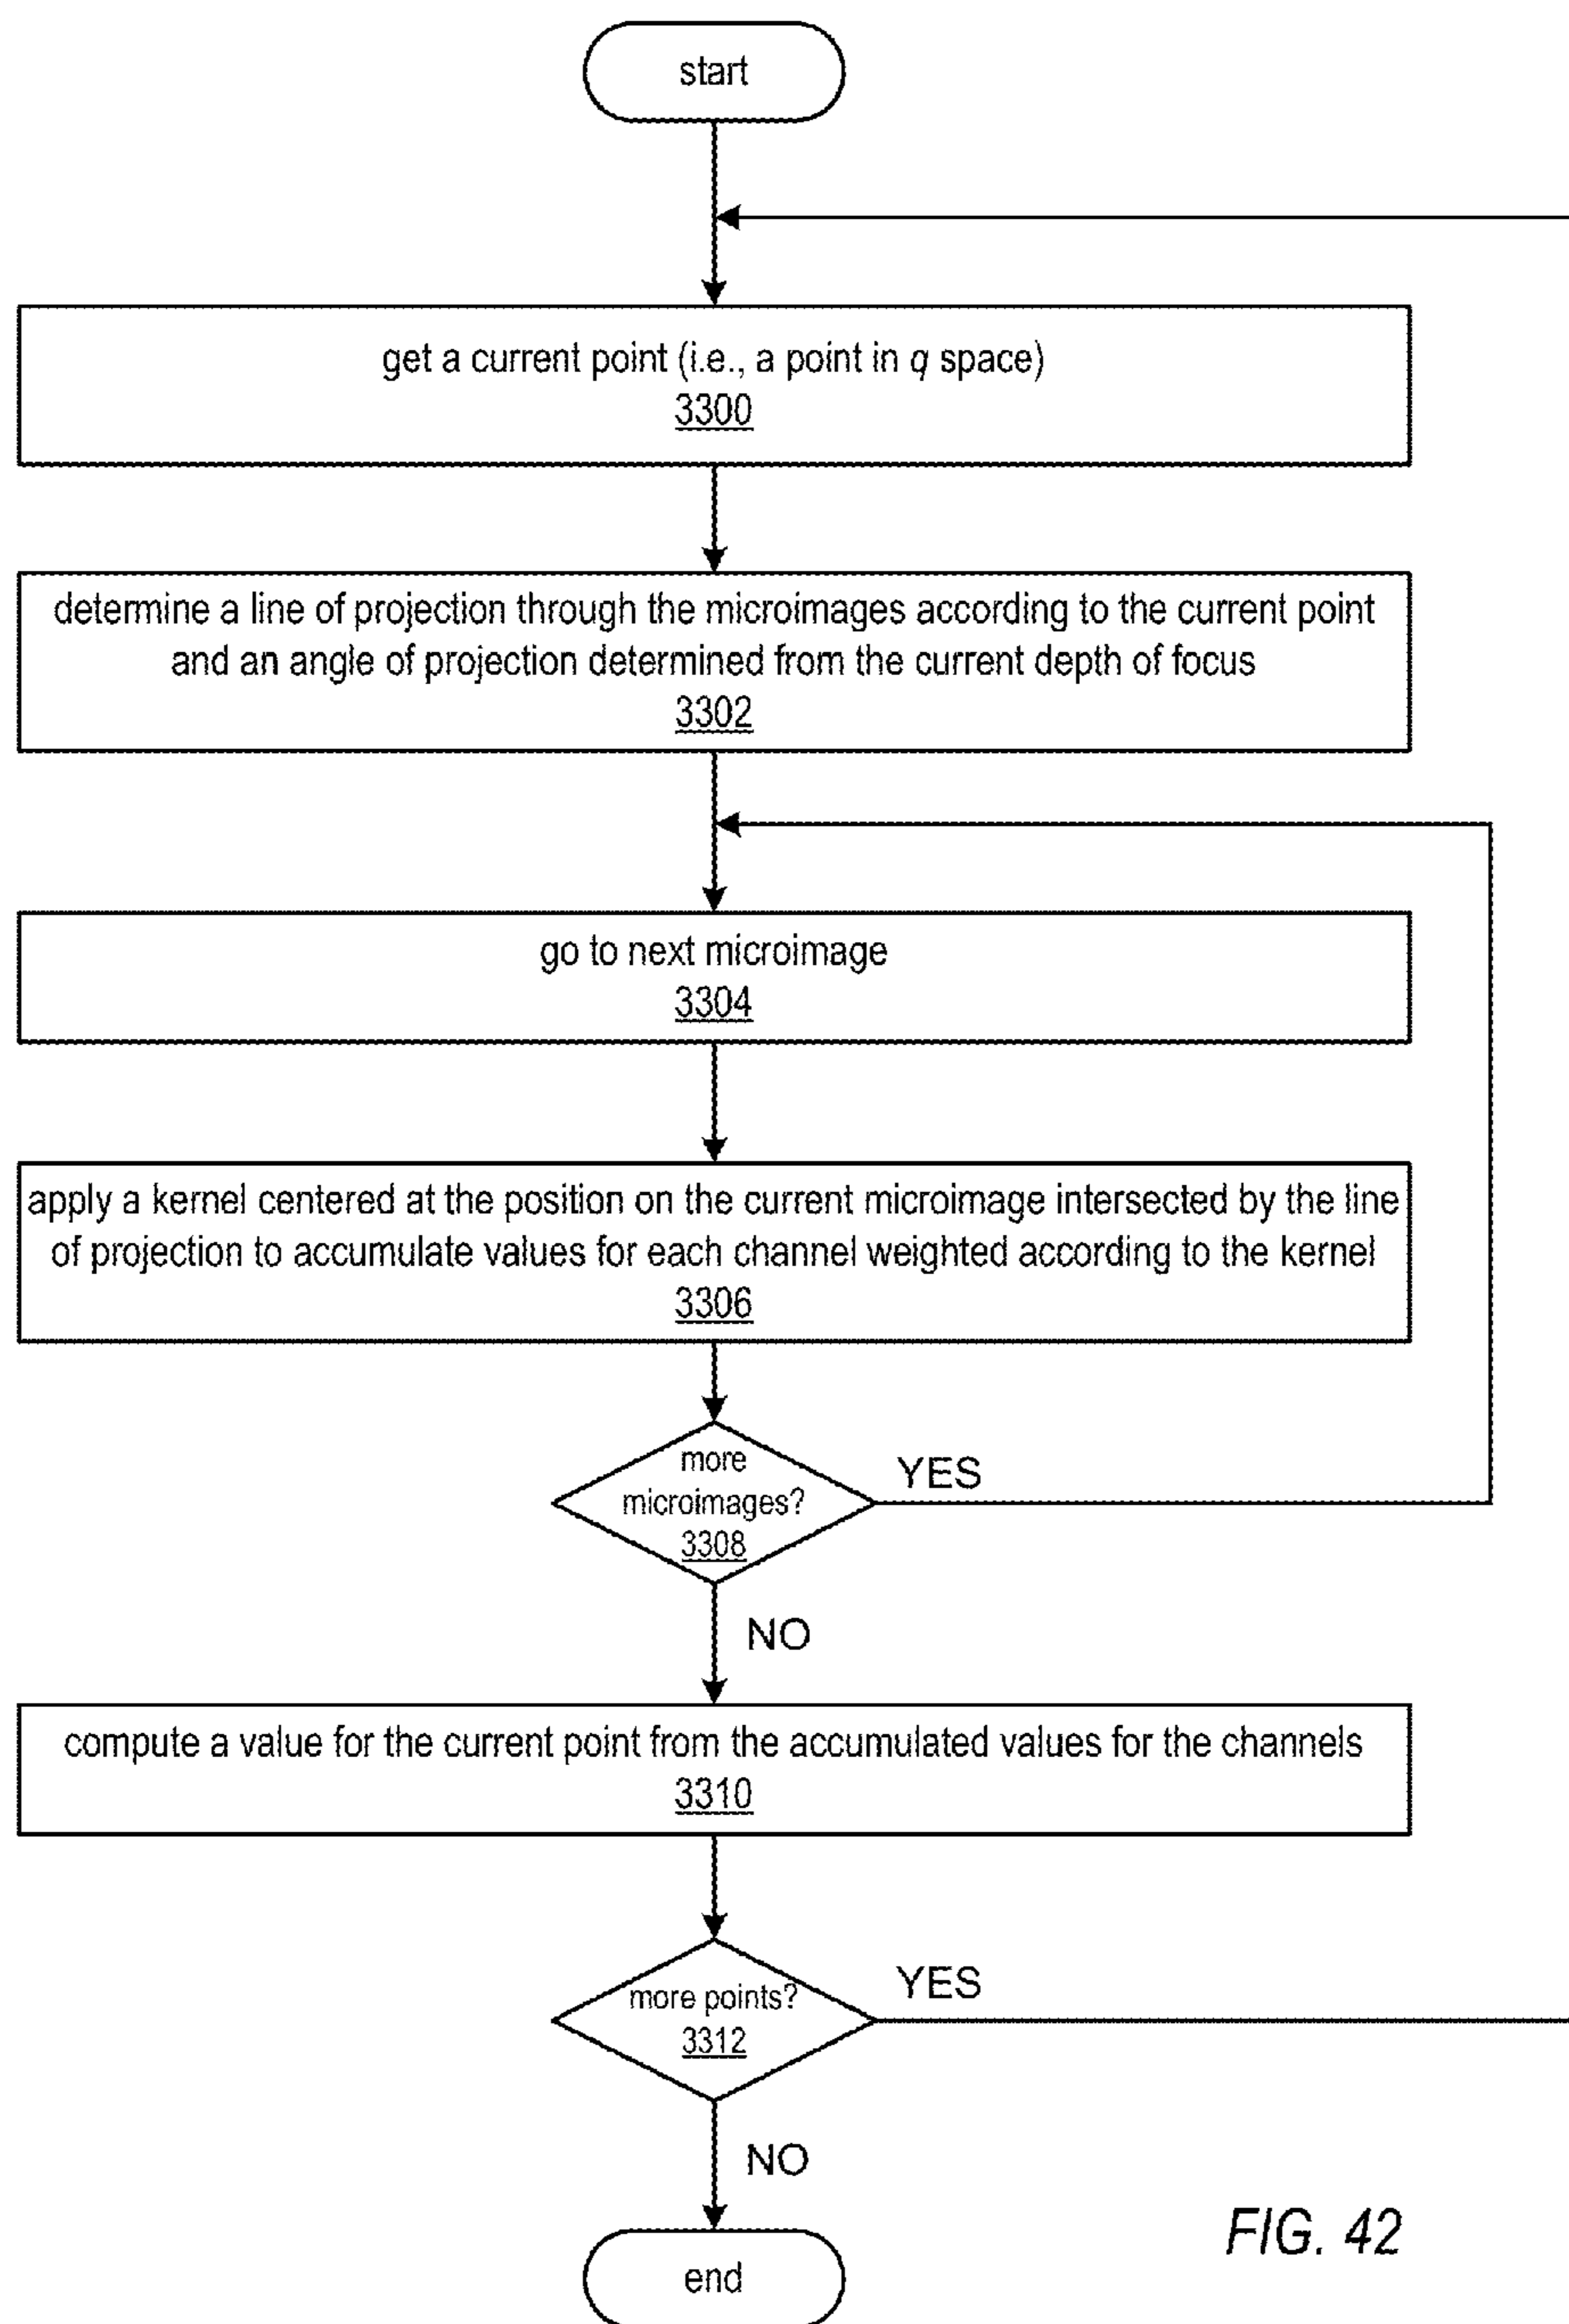 start
get a current point (i.e., a point in q space)
3300
determine a line of projection through the microimages according to the current point
and an angle of projection determined from the current depth of focus
3302
go to next microimage
3304
apply a kernel centered at the position on the current microimage intersected by the line
of projection to accumulate values for each channel weighted according to the kernel
3306
more
microimages?
3308
YES
NO
compute a value for the current point from the accumulated values for the channels
3310
more points?
3312
YES
NO
end
FIG. 42